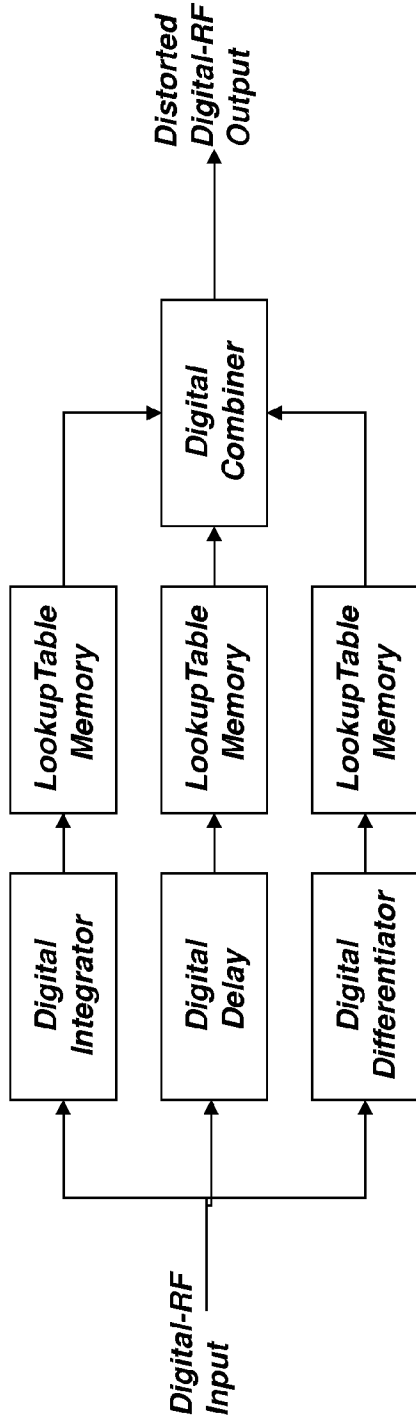 Digital-RF
Input
Digital
Integrator
LookupTable
Memory
Digital
Delay
LookupTable
Memory
Digital
Differentiator
LookupTable
Memory
Digital
Combiner
Distorted
Digital-RF
Output